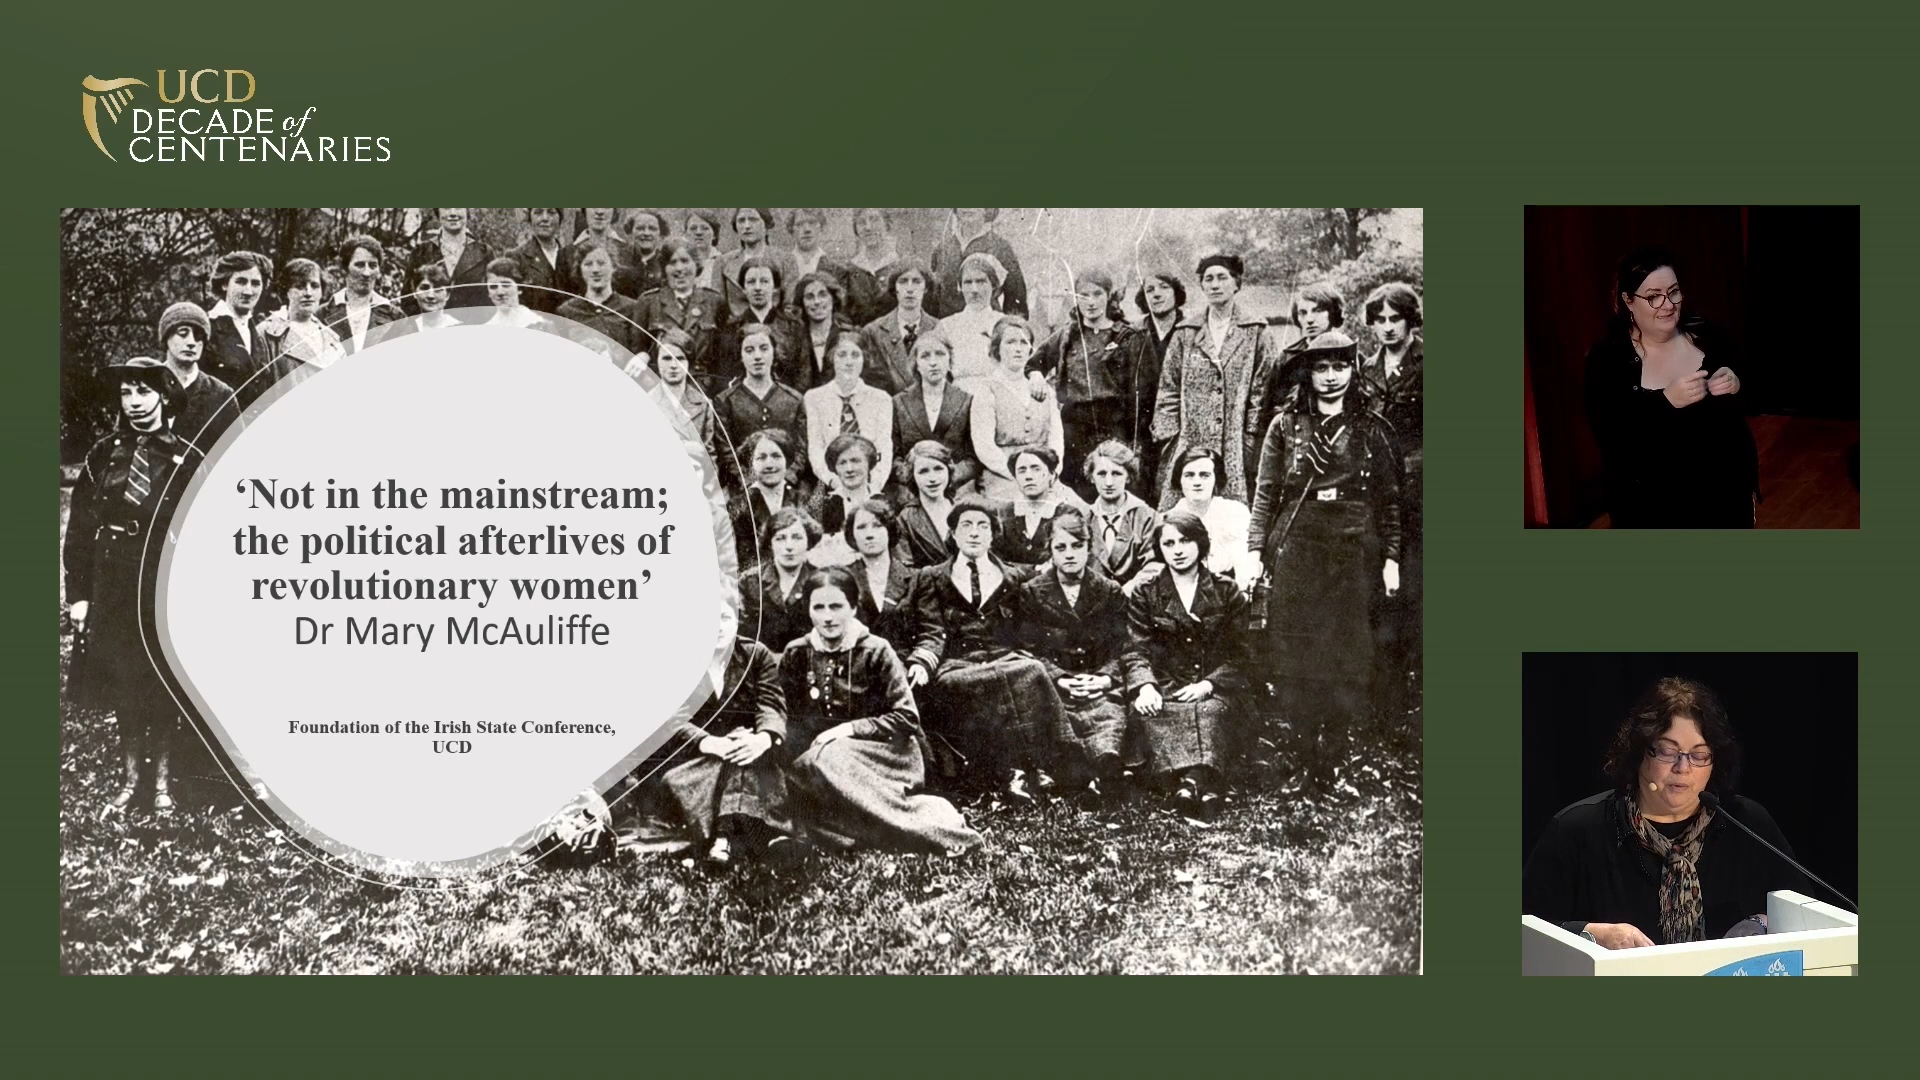 UCD
DECADE of
CENTENARIES
‘Not in the mainstream;
the political afterlives of
revolutionary women’
Dr Mary McAuliffe
Foundation of the Irish State Conference,
UCD